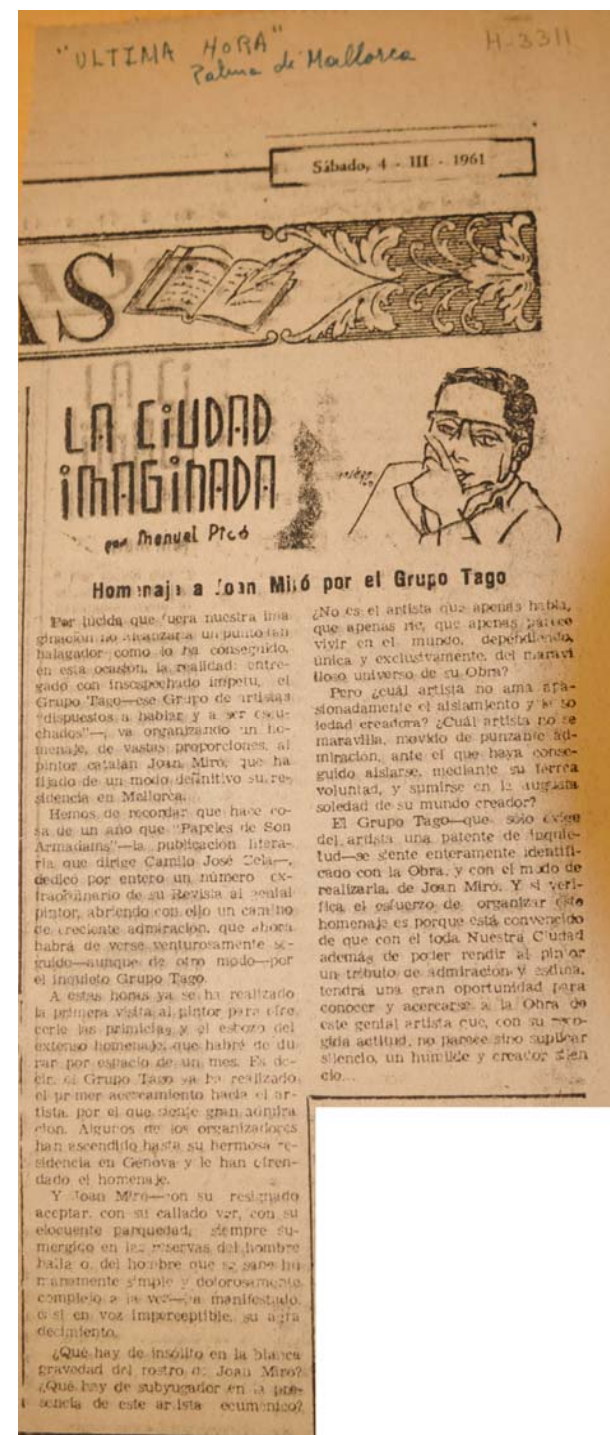 "ULTIMA HORA"
Palma de Mallorca
H-3311
Sábado, 4 - III - 1961
AS
LA CIUDAD
IMAGINADA
por Manuel Picó
Homenaje a Joan Miró por el Grupo Tago
Por lucida que fuera nuestra ima
ginación no alcanzaría un punto tan
halagador como lo ha conseguido,
en esta ocasión, la realidad: entre-
gado con insospechado ímpetu, el
Grupo Tago—ese Grupo de artistas
"dispuestos a hablar y a ser escu-
chados"—, va organizando un ho-
menaje, de vastas proporciones, al
pintor catalán Joan Miró, que ha
fijado de un modo definitivo su re-
sidencia en Mallorca...
Hemos de recordar que hace co-
sa de un año que "Papeles de Son
Armadams"—la publicación litera-
ria que dirige Camilo José Cela—,
dedicó por entero un número ex-
traordinario de su Revista al genial
pintor, abriendo con ello un camino
de creciente admiración, que ahora
habrá de verse venturosamente se-
guido—aunque de otro modo—por
el inquieto Grupo Tago.
A estas horas ya se ha realizado
la primera visita al pintor para ofre
cerle las primicias y el esbozo del
extenso homenaje que habrá de du
rar por espacio de un mes. Es de-
cir, el Grupo Tago ya ha realizado
el primer acercamiento hacia el ar-
tista, por el que siente gran admira
ción. Algunos de los organizadores
han ascendido hasta su hermosa re-
sidencia en Génova y le han ofren-
dado el homenaje.
Y Joan Miró—con su resignado
aceptar, con su callado ver, con su
elocuente parquedad, siempre su-
mergido en las reservas del hombre
halla o del hombre que se sabe hu
manamente simple y dolorosamente
complejo a la vez—ha manifestado,
casi en voz imperceptible, su agra
decimiento.
¿Qué hay de insólito en la blanca
gravedad del rostro de Joan Miró?
¿Qué hay de subyugador en la pre-
sencia de este artista ecuménico?
¿No es el artista que apenas habla,
que apenas ríe, que apenas parece
vivir en el mundo, dependiendo,
única y exclusivamente, del maravi
lloso universo de su Obra?
Pero ¿cuál artista no ama apa-
sionadamente el aislamiento y la so
ledad creadora? ¿Cuál artista no se
maravilla, movido de punzante ad-
miración, ante el que haya conse-
guido aislarse, mediante su férrea
voluntad, y sumirse en la augusta
soledad de su mundo creador?
El Grupo Tago—que sólo exige
del artista una patente de inquie-
tud—se siente enteramente identifi-
cado con la Obra, y con el modo de
realizarla, de Joan Miró. Y si veri-
fica el esfuerzo de organizar este
homenaje es porque está convencido
de que con el toda Nuestra Ciudad
además de poder rendir al pintor
un tributo de admiración y estima,
tendrá una gran oportunidad para
conocer y acercarse a la Obra de
este genial artista que, con su reco-
gida actitud, no parece sino suplicar
silencio, un humilde y creador silen
cio...